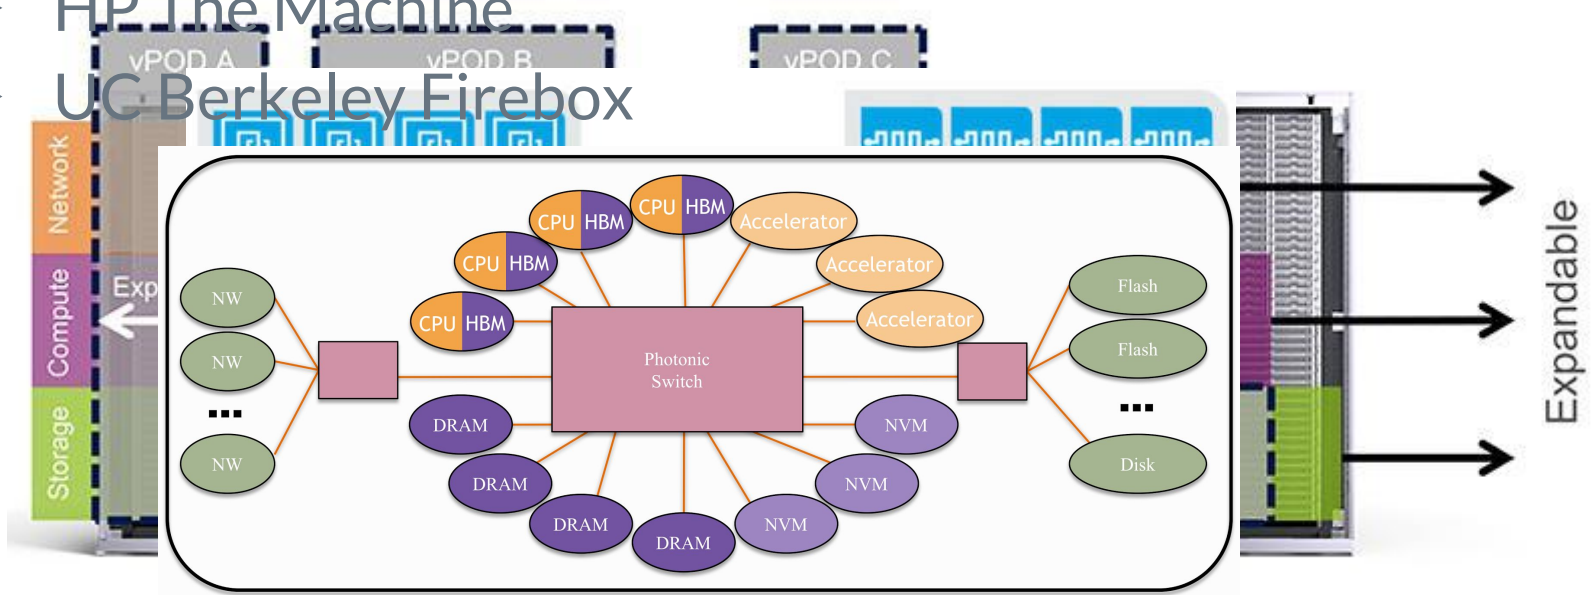 HP The Machine
vPOD A
vPOD B
vPOD C
UC Berkeley Firebox
Network
Compute
Storage
Exp
CPU HBM
CPU HBM
CPU HBM
CPU HBM
Accelerator
Accelerator
Accelerator
NW
NW
...
NW
Photonic
Switch
Flash
Flash
...
Disk
DRAM
DRAM
DRAM
DRAM
NVM
NVM
NVM
Expandable